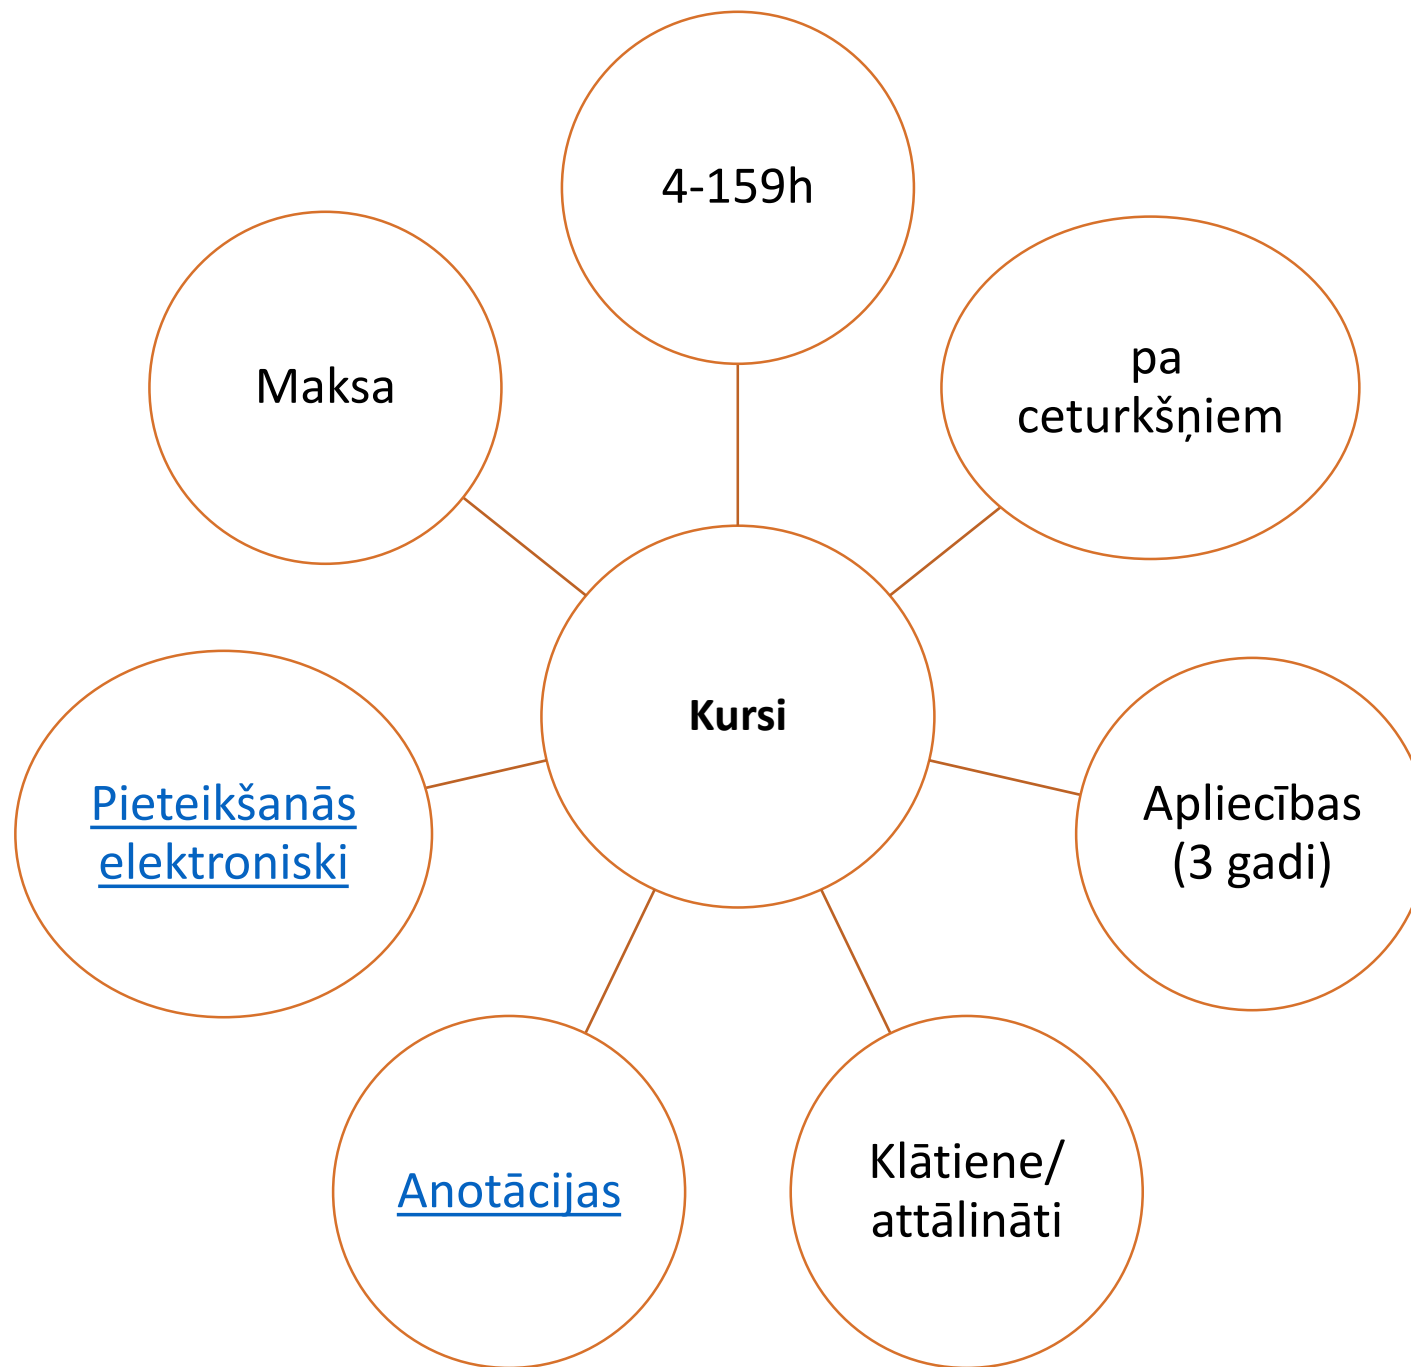 4-159h
pa
ceturkšņiem
Apliecības
(3 gadi)
Klātiene/
attālināti
Anotācijas
Pieteikšanās
elektroniski
Maksa
Kursi